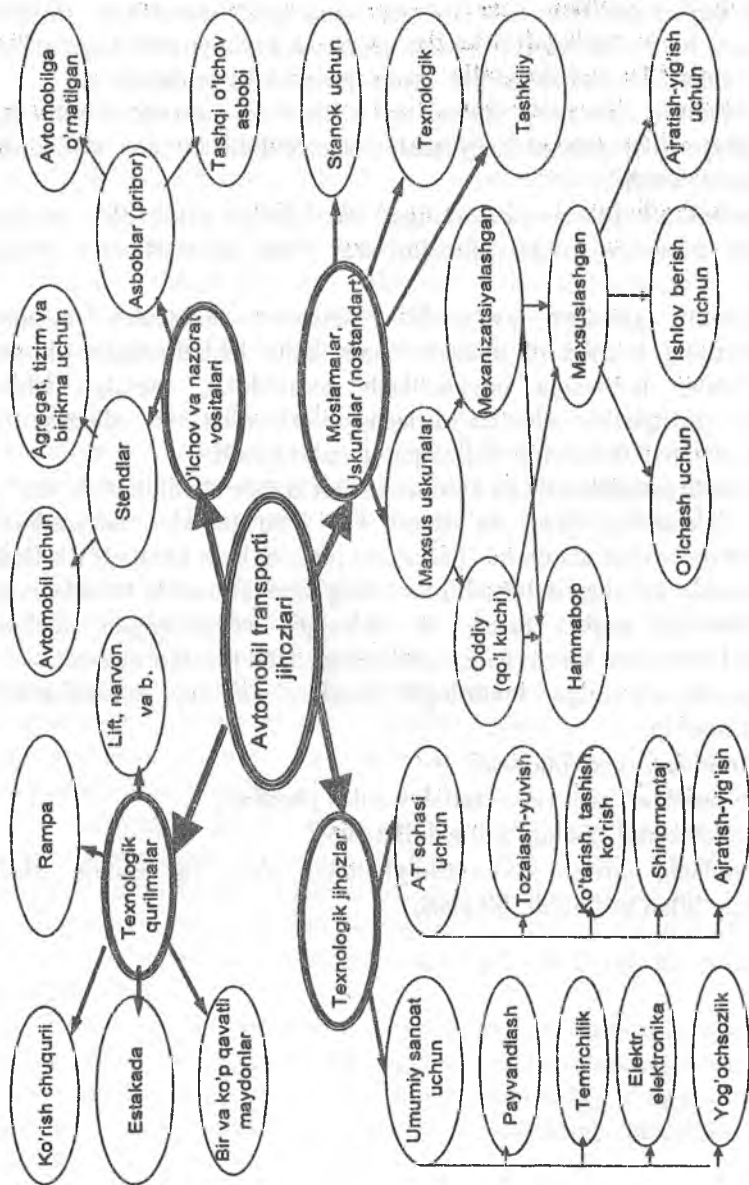 Ko'rish chuqurii
Rampa
Avtomobil uchun
Agregat, tizimva
birikma uchun
Avtomobilga
'rnatilgan
Estakada
Texnologik
qurilmalar
Lift, narvon
va b.
Stendlar
Asboblar (pribor)
Bir va ko'p qavatli
maydonlar
O'lchov va nazorat
vositalari
Tashqi o'lchov
asbobi
Avtomobil transporti
jihozlari
Texnologik jihozlar
Moslamalar
Uskunalar (nostandart)
Stanok uchun
Umumiy sanoat
uchun
AT sohasi
uchun
Maxsus uskunalar
Texnologik
Payvandlash
Tozalash-yuvish
Oddiy
(qo'l kuchi)
Mexanizatsiyalashgan
Tashkiliy
Temirchilik
Ko'tarish, tashish
ko'rish
Hammabop
Maxsuslashgan
Elektr,
elektronika
Shinomontaj
Yog'ochsozlik
Ajratish-yig'ish
O'lchash uchun
Ishlov berish
uchun
Ajratish-yig'ish
uchun